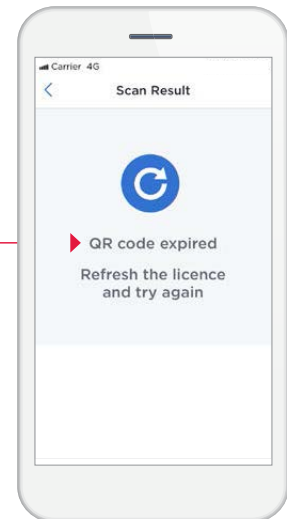 Carrier 4G
Scan Result
QR code expired
Refresh the licence
and try again